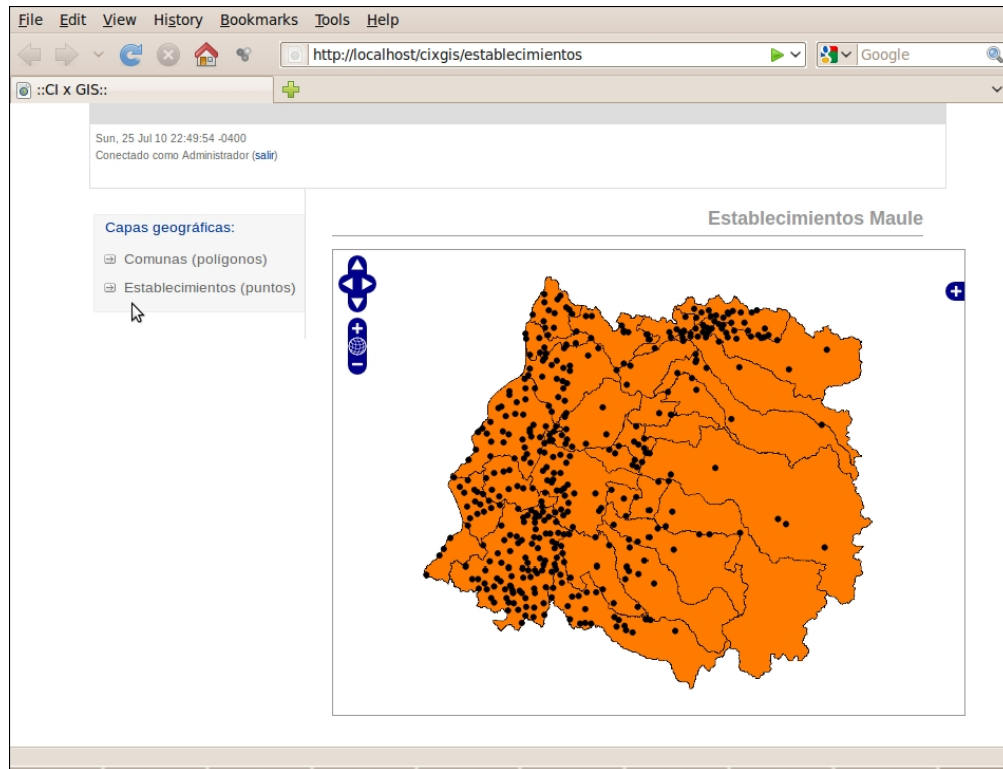 File Edit View History Bookmarks Tools Help
http://localhost/cixgis/establecimientos
Google
::CI x GIS::
Sun, 25 Jul 10 22:49:54 -0400
Conectado como Administrador (salir)
Capas geográficas:
Comunas (polígonos)
Establecimientos (puntos)
Establecimientos Maule